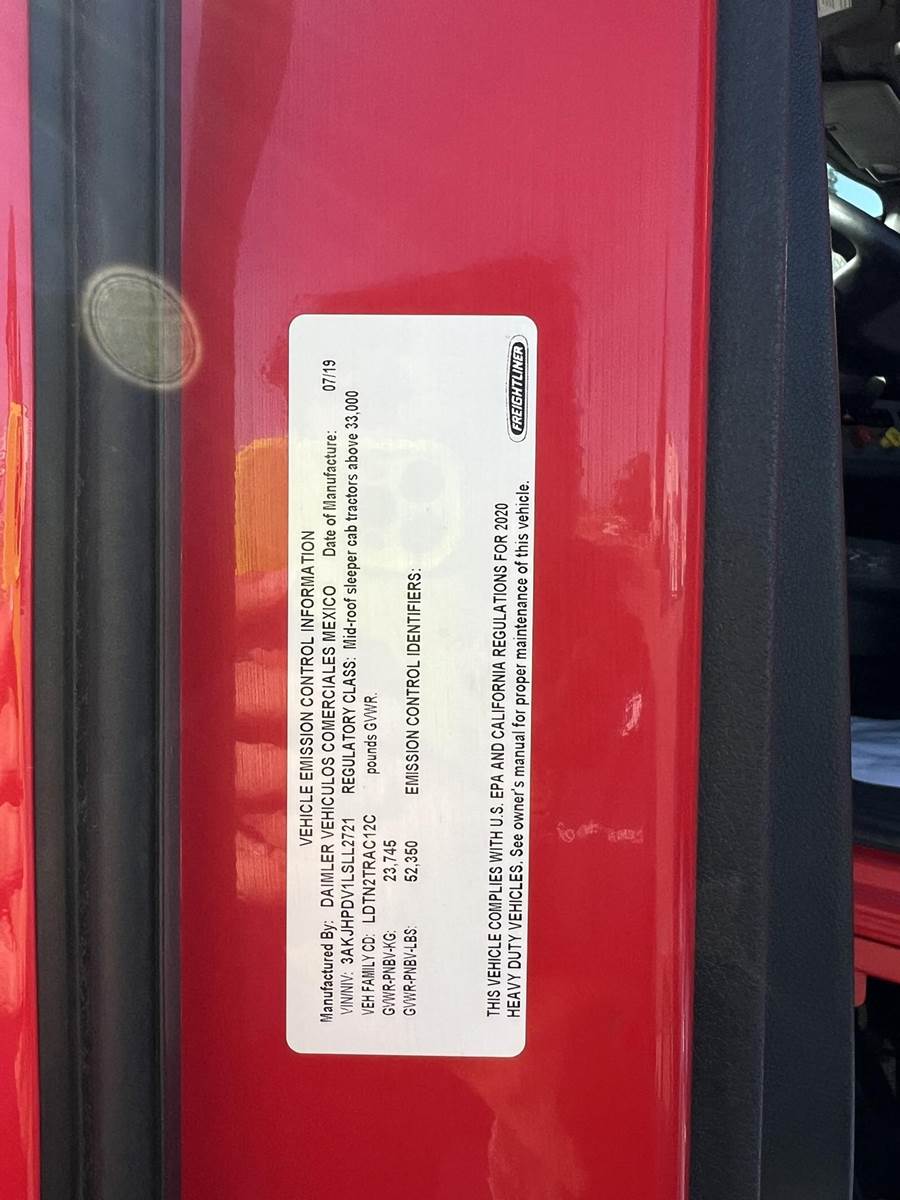 VEHICLE EMISSION CONTROL INFORMATION
Manufactured By: DAIMLER VEHICULOS COMERCIALES MEXICO Date of Manufacture: 07/19
VIN/NIV: 3AKJHPDV1LSLL2721 REGULATORY CLASS: Mid-roof sleeper cab tractors above 33,000
VEH FAMILY CD: LDTN2TRAC12C pounds GVWR.
GVWR-PNBV-KG: 23,745
GVWR-PNBV-LBS: 52,350 EMISSION CONTROL IDENTIFIERS:
THIS VEHICLE COMPLIES WITH U.S. EPA AND CALIFORNIA REGULATIONS FOR 2020
HEAVY DUTY VEHICLES. See owner's manual for proper maintenance of this vehicle.
FREIGHTLINER